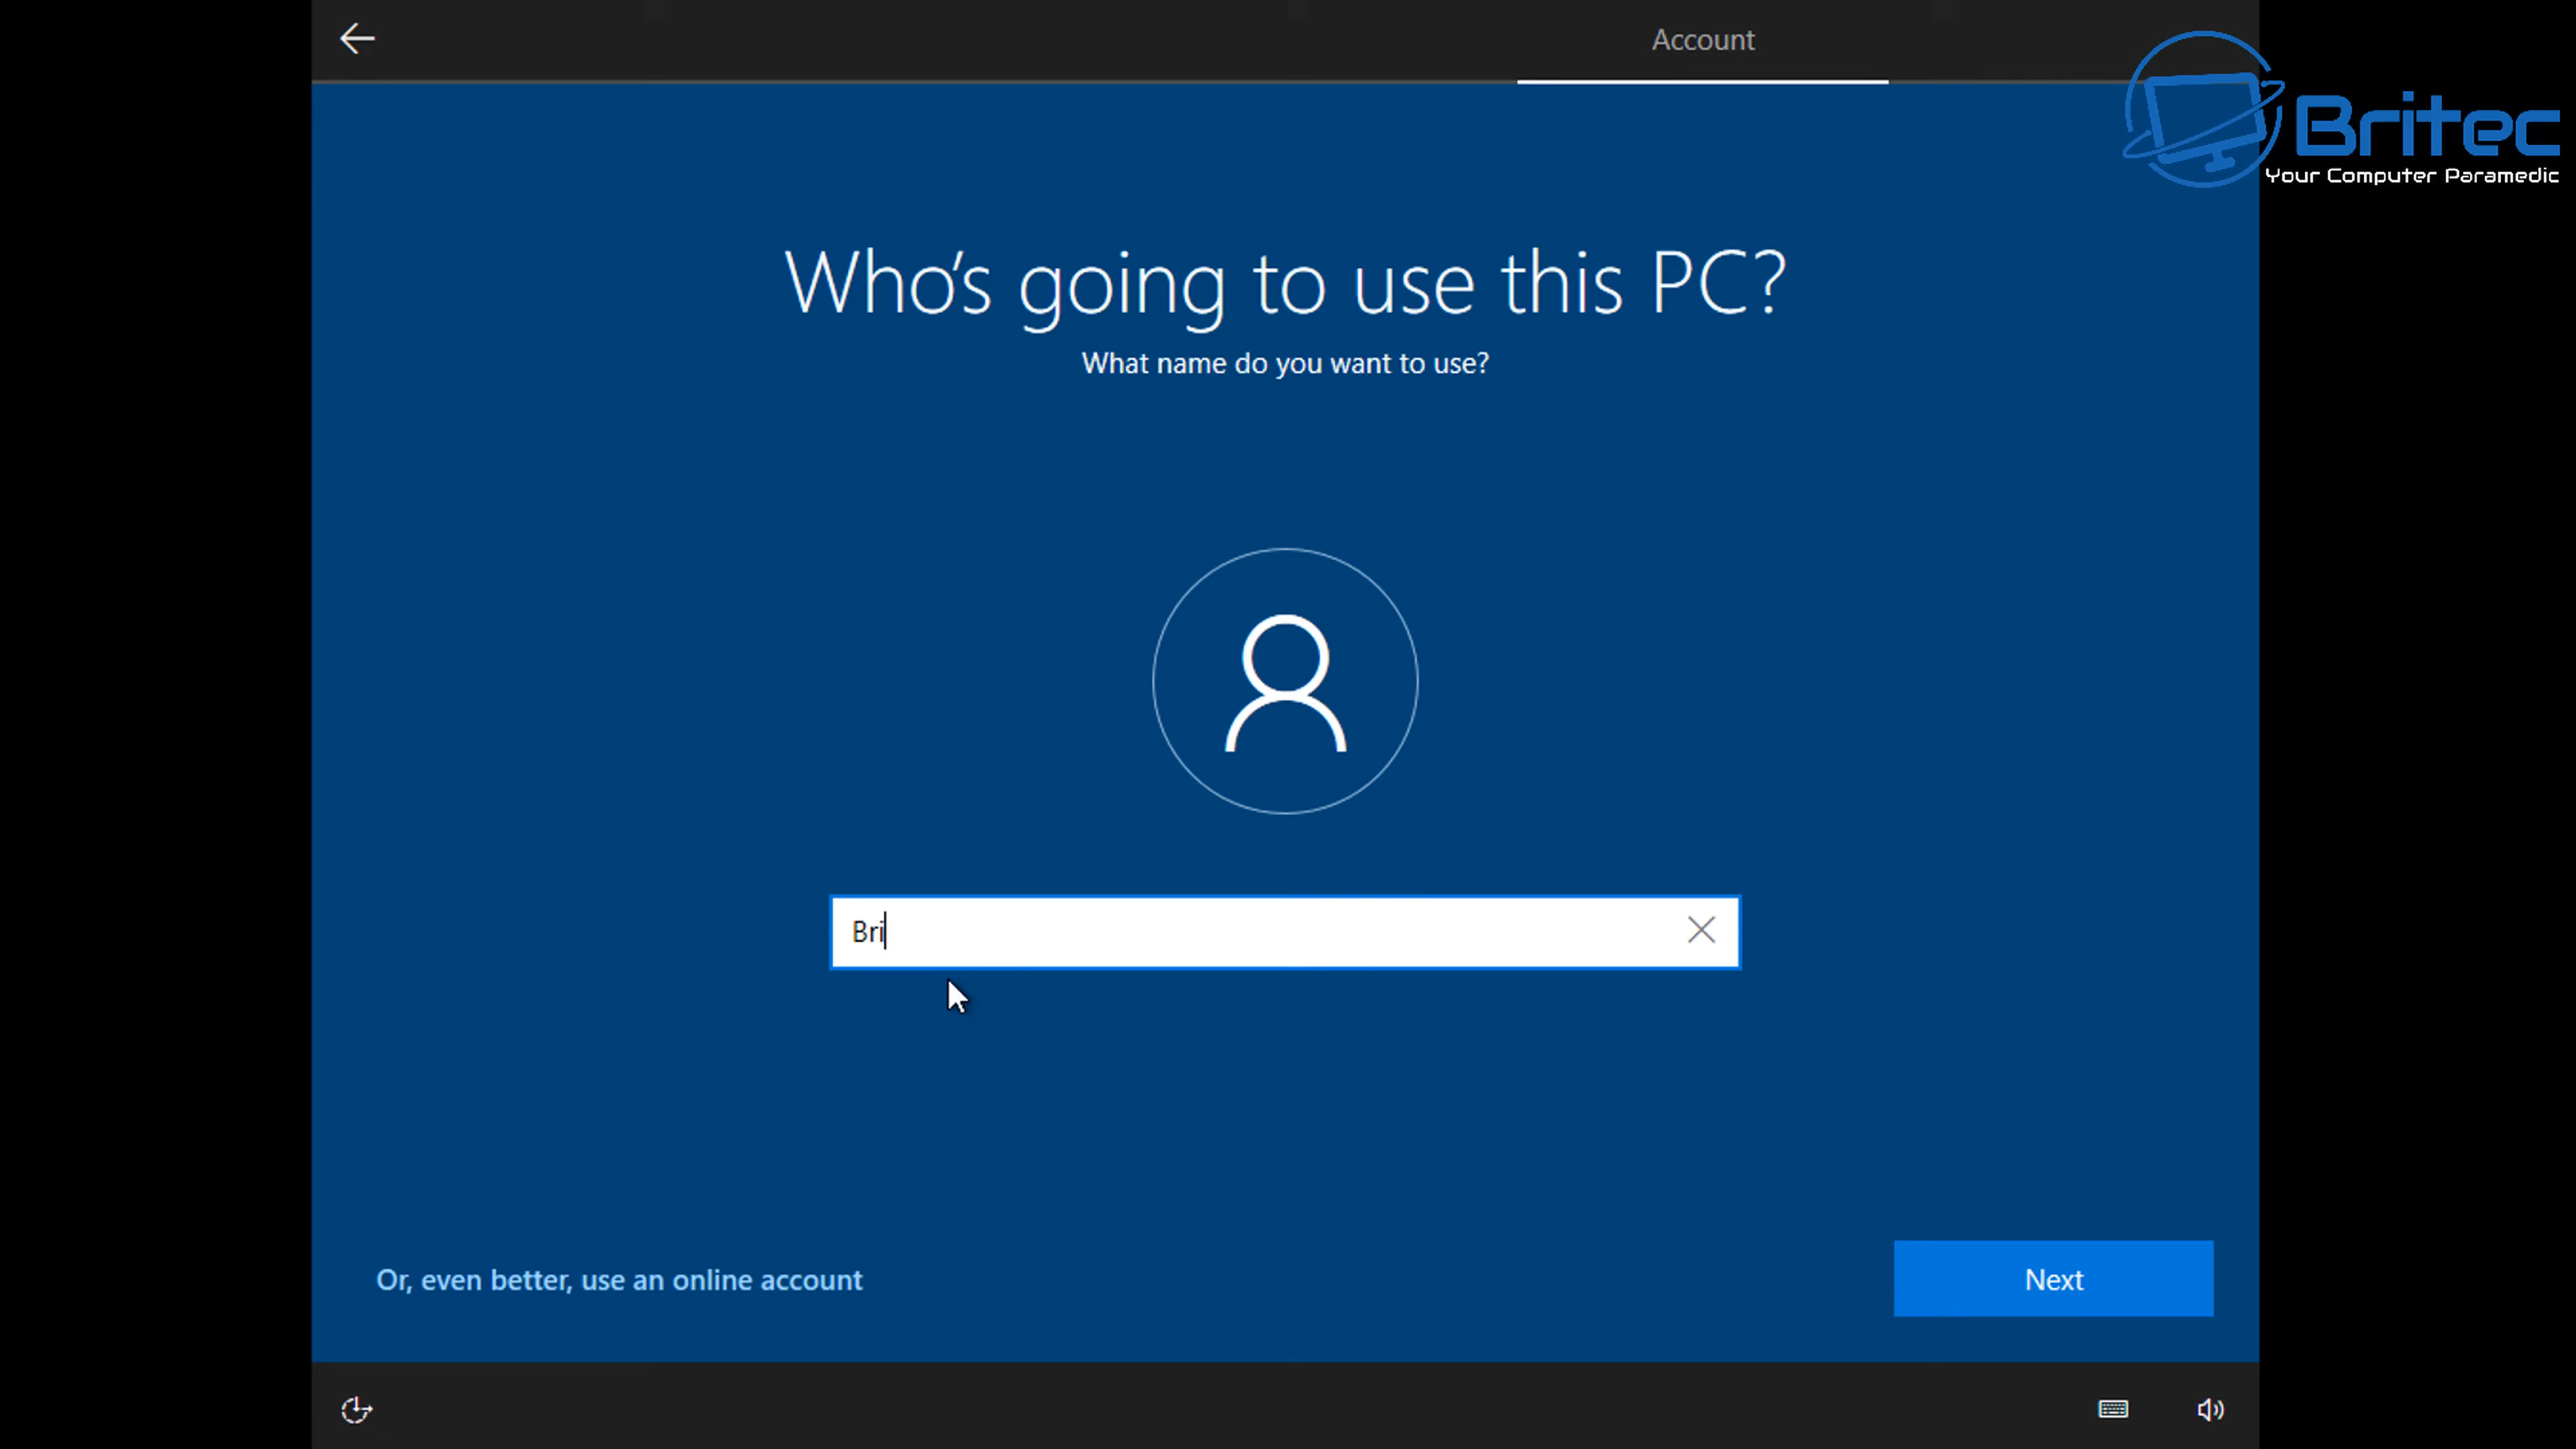 Account
Britec
Your Computer Paramedic
Who's going to use this PC?
What name do you want to use?
Bri
Or, even better, use an online account
Next